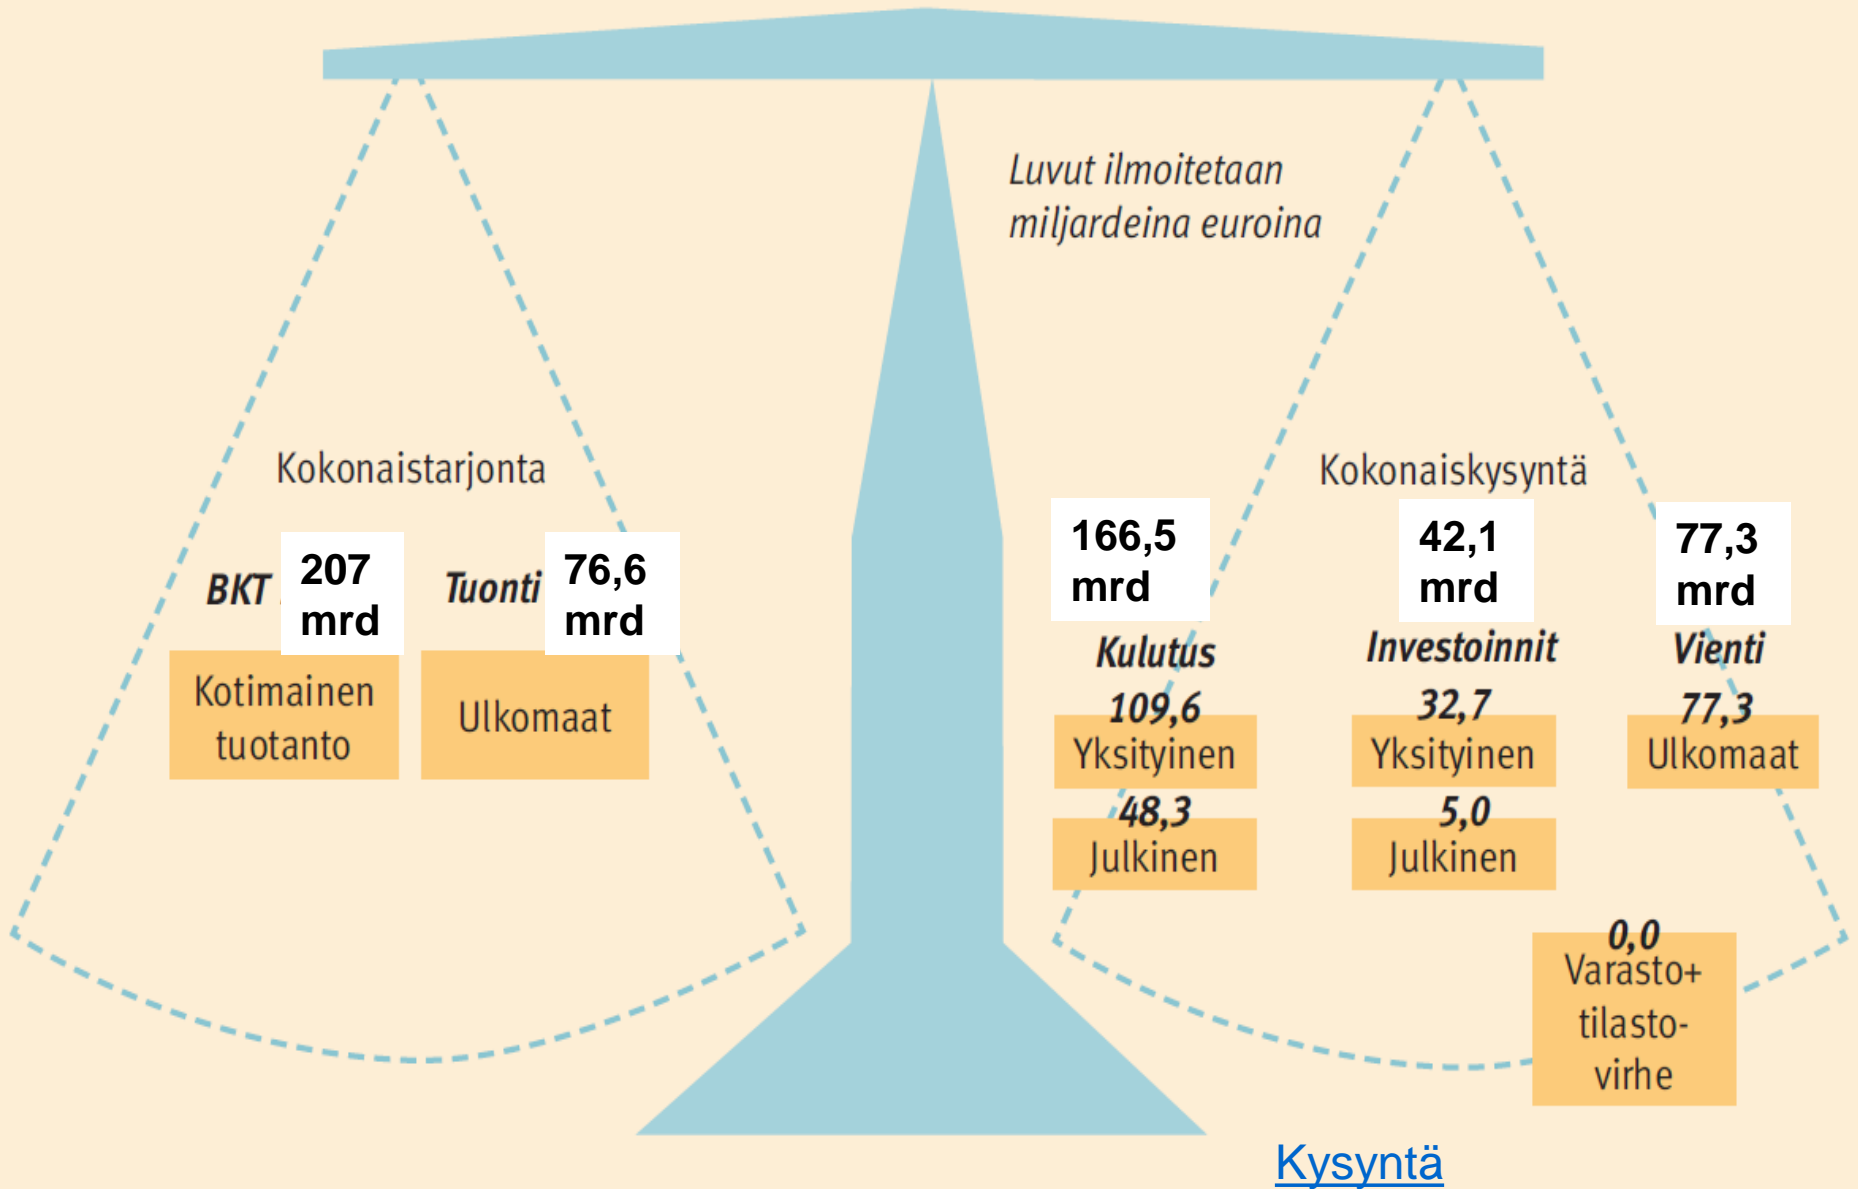 Luvut ilmoitetaan
miljardeina euroina
Kokonaistarjonta
BKT
207
mrd
Tuonti
76,6
mrd
Kotimainen
tuotanto
Ulkomaat
Kokonaiskysyntä
166,5
mrd
Kulutus
109,6
Yksityinen
48,3
Julkinen
42,1
mrd
Investoinnit
32,7
Yksityinen
5,0
Julkinen
77,3
mrd
Vienti
77,3
Ulkomaat
0,0
Varasto+
tilasto-
virhe
Kysyntä